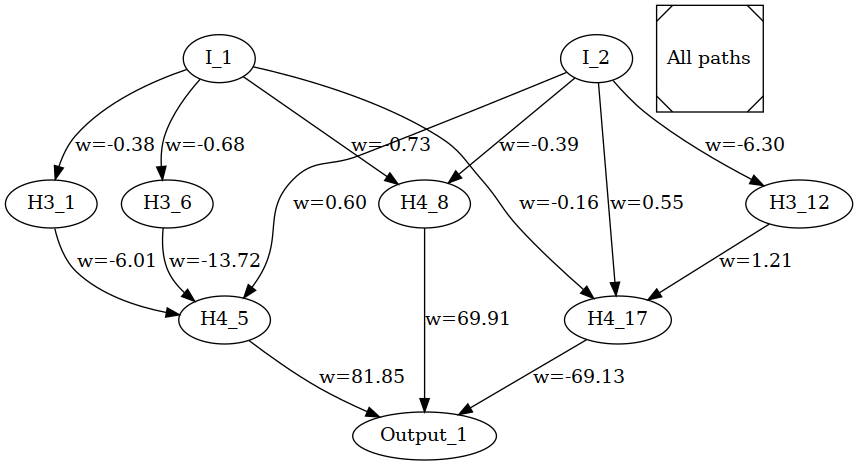 I_1
I_2
All paths
w=-0.38
w=-0.68
w=-0.73
w=-0.39
w=-6.30
H3_1
H3_6
w=0.60
H4_8
w=-0.16
w=0.55
H3_12
w=-6.01
w=-13.72
w=1.21
H4_5
w=69.91
H4_17
w=81.85
w=-69.13
Output_1